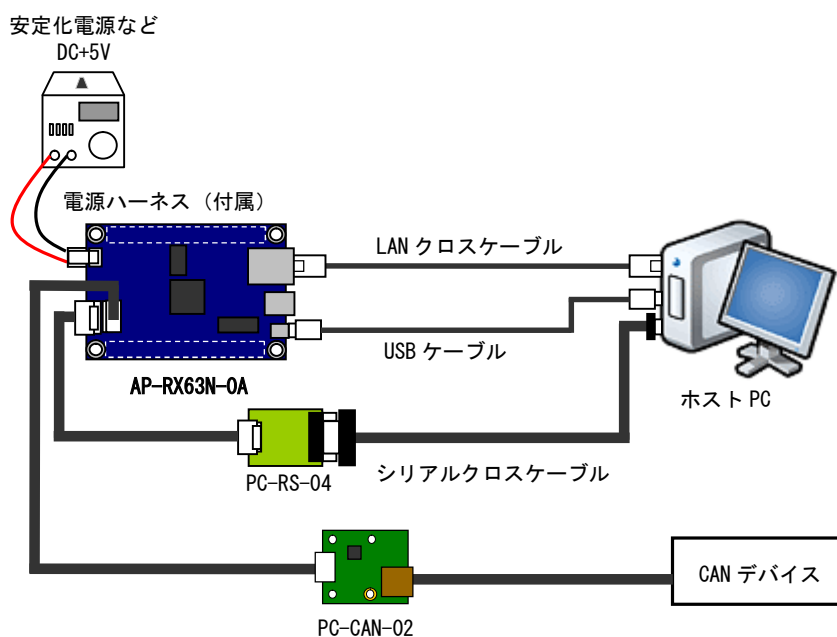 安定化電源など
DC+5V
電源ハーネス（付属）
LAN クロスケーブル
USB ケーブル
AP-RX63N-0A
ホスト PC
PC-RS-04
シリアルクロスケーブル
CAN デバイス
PC-CAN-02